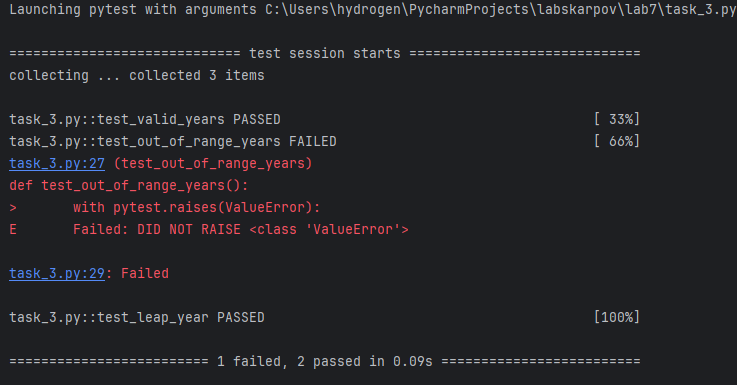 Launching pytest with arguments C:\Users\hydrogen\PycharmProjects\labskarpov\lab7\task_3.py
============================= test session starts =============================
collecting ... collected 3 items
task_3.py::test_valid_years PASSED [ 33%]
task_3.py::test_out_of_range_years FAILED [ 66%]
task_3.py:27 (test_out_of_range_years)
def test_out_of_range_years():
> with pytest.raises(ValueError):
E Failed: DID NOT RAISE <class 'ValueError'>
task_3.py:29: Failed
task_3.py::test_leap_year PASSED [100%]
========================= 1 failed, 2 passed in 0.09s =========================